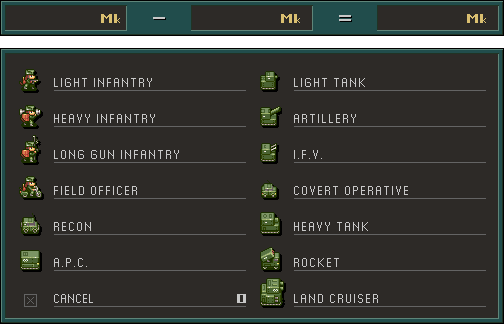 Mk − Mk = Mk
LIGHT INFANTRY
HEAVY INFANTRY
LONG GUN INFANTRY
FIELD OFFICER
RECON
A.P.C.
CANCEL 0
LIGHT TANK
ARTILLERY
I.F.V.
COVERT OPERATIVE
HEAVY TANK
ROCKET
LAND CRUISER